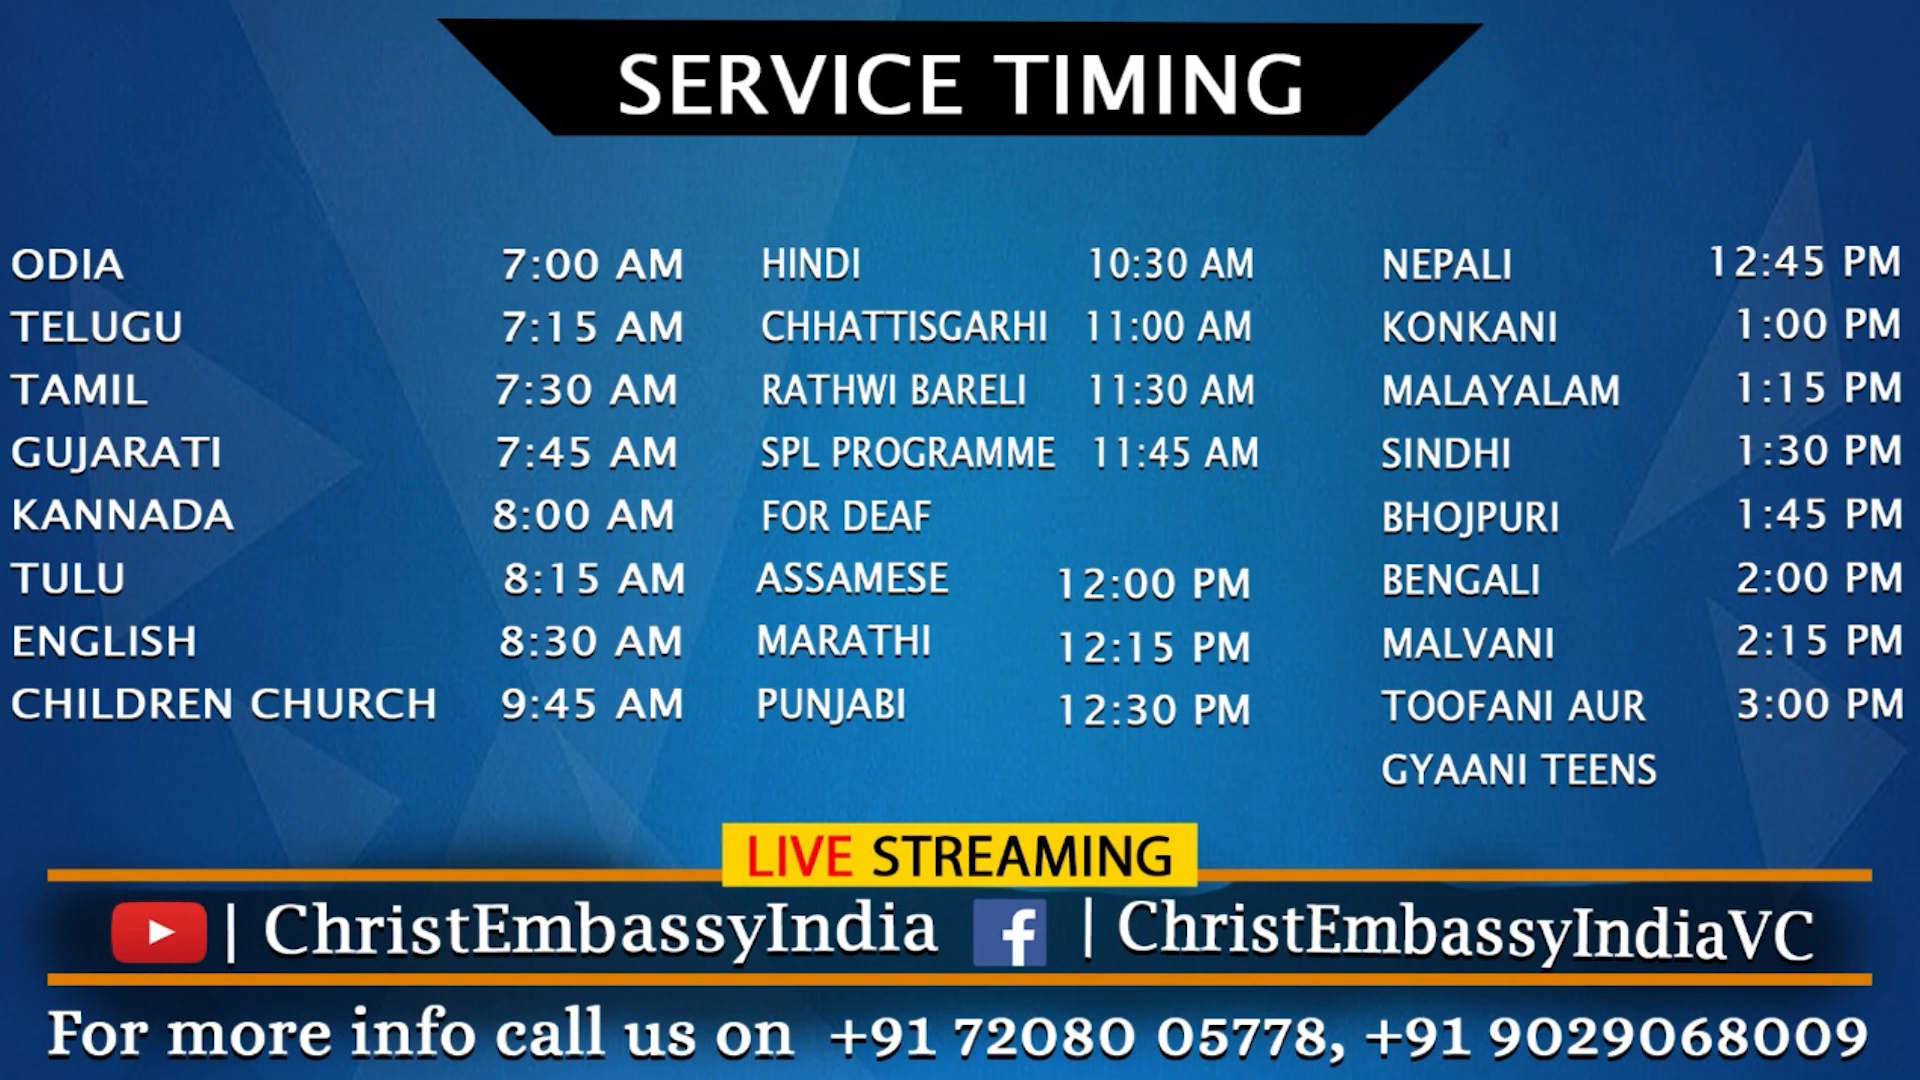 SERVICE TIMING
ODIA 7:00 AM
TELUGU 7:15 AM
TAMIL 7:30 AM
GUJARATI 7:45 AM
KANNADA 8:00 AM
TULU 8:15 AM
ENGLISH 8:30 AM
CHILDREN CHURCH 9:45 AM
HINDI 10:30 AM
CHHATTISGARHI 11:00 AM
RATHWI BARELI 11:30 AM
SPL PROGRAMME 11:45 AM
FOR DEAF
ASSAMESE 12:00 PM
MARATHI 12:15 PM
PUNJABI 12:30 PM
NEPALI 12:45 PM
KONKANI 1:00 PM
MALAYALAM 1:15 PM
SINDHI 1:30 PM
BHOJPURI 1:45 PM
BENGALI 2:00 PM
MALVANI 2:15 PM
TOOFANI AUR 3:00 PM
GYAANI TEENS
LIVE STREAMING
| ChristEmbassyIndia f | ChristEmbassyIndiaVC
For more info call us on +91 72080 05778, +91 9029068009